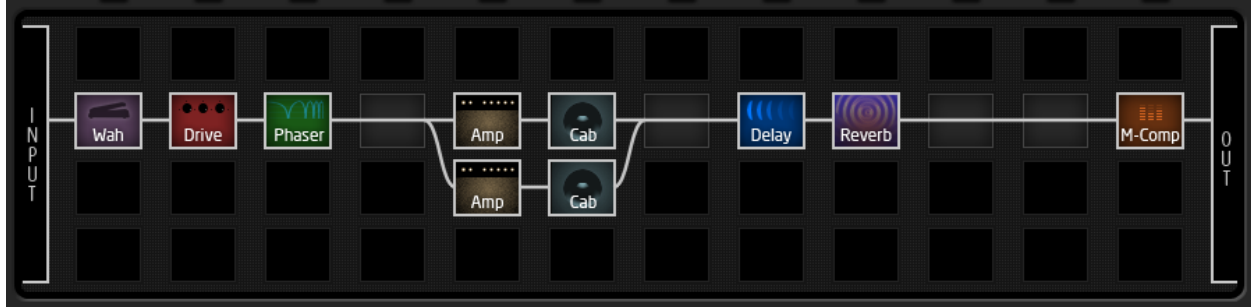 INPUT
Wah Drive Phaser Amp Cab Delay Reverb M-Comp
Amp Cab
OUT